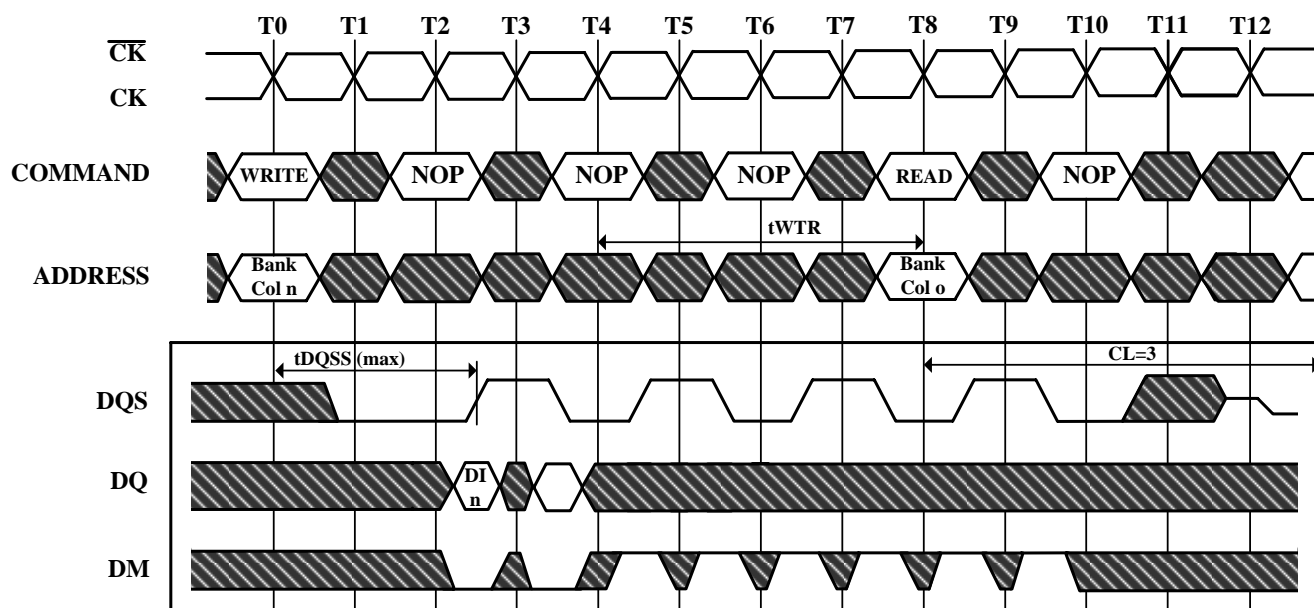 T0 T1 T2 T3 T4 T5 T6 T7 T8 T9 T10 T11 T12
CK
CK
COMMAND WRITE NOP NOP NOP READ NOP
tWTR
ADDRESS Bank Col n Bank Col o
tDQSS (max) CL=3
DQS
DQ DI n
DM